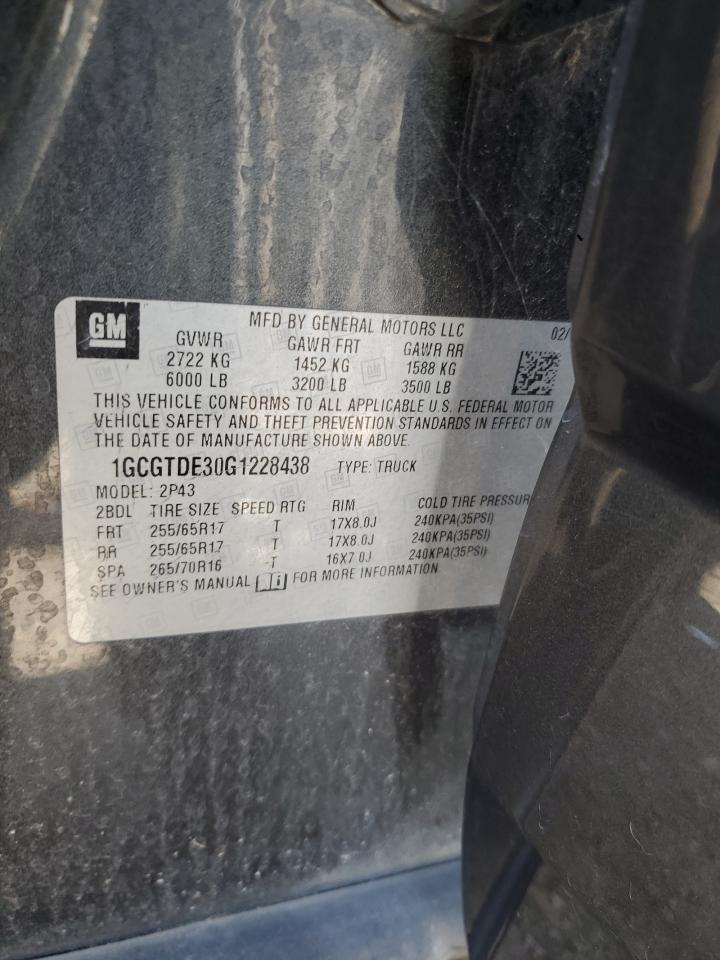 GM
MFD BY GENERAL MOTORS LLC 02/
GVWR GAWR FRT GAWR RR
2722 KG 1452 KG 1588 KG
6000 LB 3200 LB 3500 LB
THIS VEHICLE CONFORMS TO ALL APPLICABLE U.S. FEDERAL MOTOR
VEHICLE SAFETY AND THEFT PREVENTION STANDARDS IN EFFECT ON
THE DATE OF MANUFACTURE SHOWN ABOVE.
1GCGTDE30G1228438 TYPE: TRUCK
MODEL: 2P43
2BDL TIRE SIZE SPEED RTG RIM COLD TIRE PRESSUR
FRT 255/65R17 T 17X8.0J 240KPA(35PSI)
RR 255/65R17 T 17X8.0J 240KPA(35PSI)
SPA 265/70R16 T 16X7.0J 240KPA(35PSI)
SEE OWNER'S MANUAL i FOR MORE INFORMATION